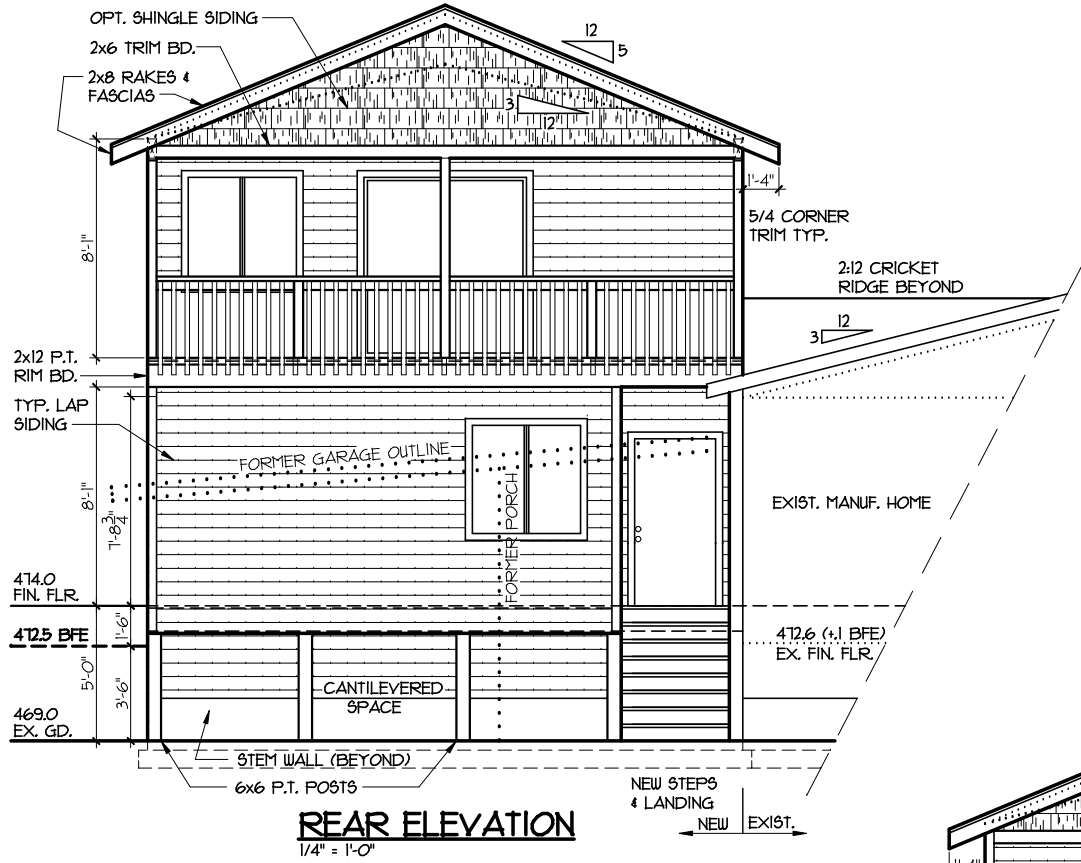 OPT. SHINGLE SIDING
2x6 TRIM BD.
2x8 RAKES &
FASCIAS
12
5
3
12
1'-4"
5/4 CORNER
TRIM TYP.
8'-1"
2:12 CRICKET
RIDGE BEYOND
12
3
2x12 P.T.
RIM BD.
TYP. LAP
SIDING
FORMER GARAGE OUTLINE
8'-1"
7'-8 3/4"
FORMER PORCH
EXIST. MANUF. HOME
474.0
FIN. FLR.
472.5 BFE
1'-6"
472.6 (+.1 BFE)
EX. FIN. FLR.
5'-0"
3'-6"
CANTILEVERED
SPACE
469.0
EX. GD.
STEM WALL (BEYOND)
6x6 P.T. POSTS
NEW STEPS
& LANDING
REAR ELEVATION
1/4" = 1'-0"
NEW
EXIST.